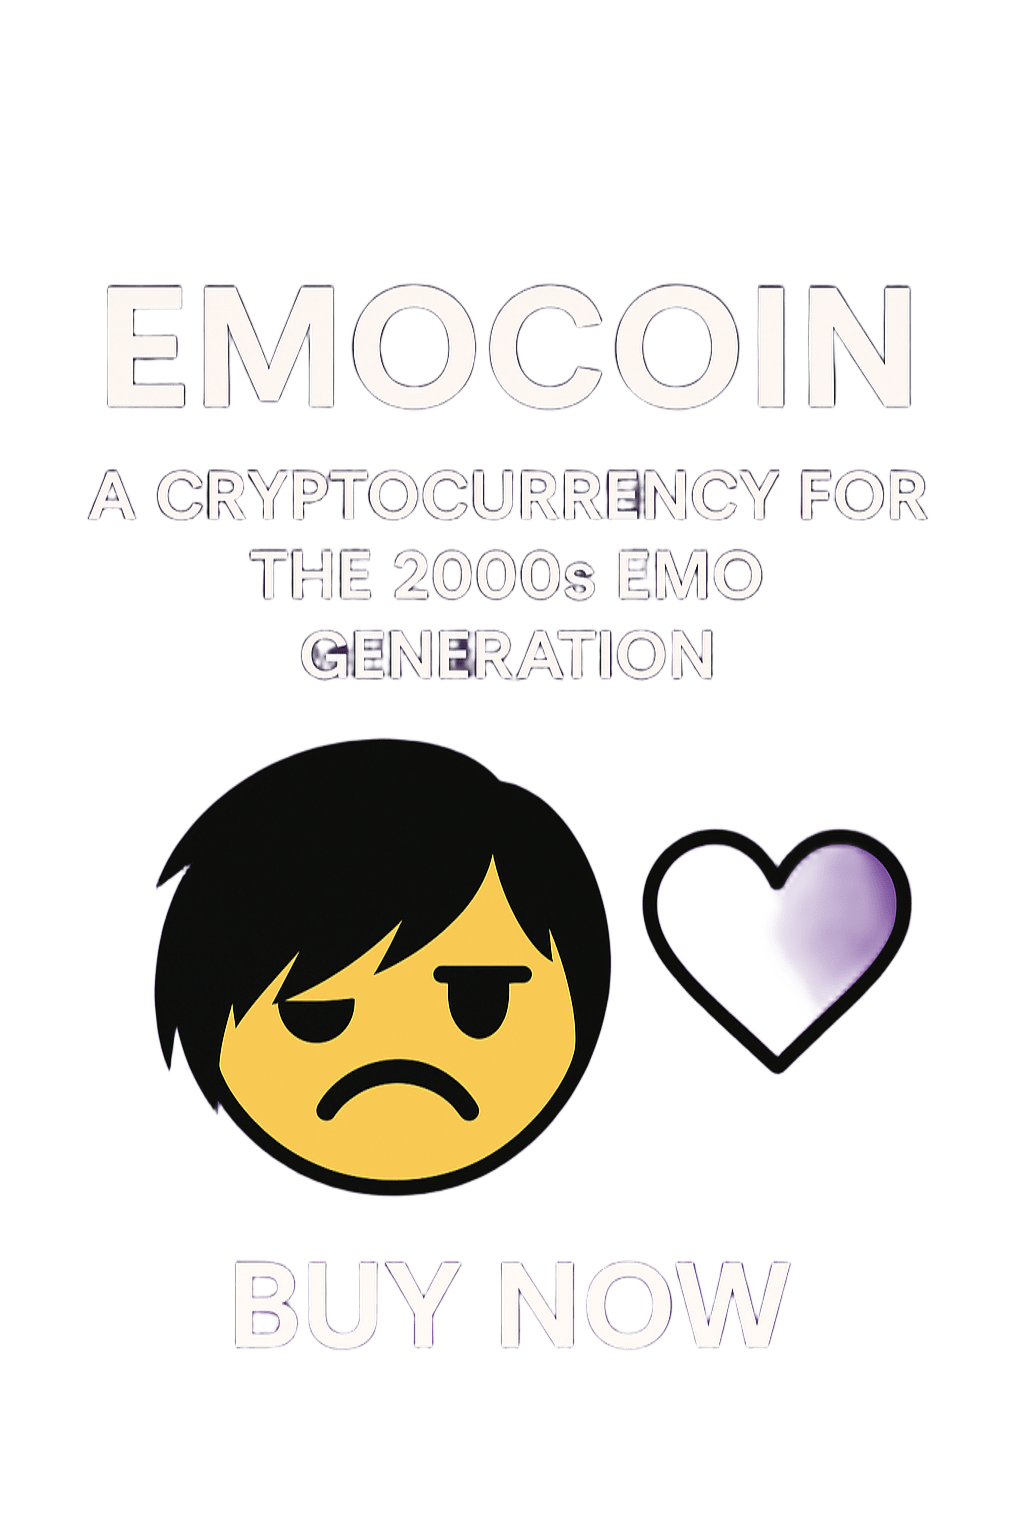 EMOCOIN
A CRYPTOCURRENCY FOR
THE 2000s EMO
GENERATION
BUY NOW